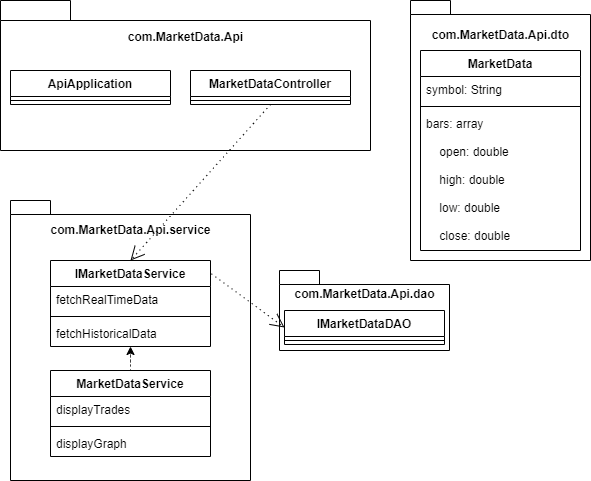 com.MarketData.Api
ApiApplication
MarketDataController
com.MarketData.Api.dto
MarketData
symbol: String
bars: array
open: double
high: double
low: double
close: double
com.MarketData.Api.service
IMarketDataService
fetchRealTimeData
fetchHistoricalData
MarketDataService
displayTrades
displayGraph
com.MarketData.Api.dao
IMarketDataDAO